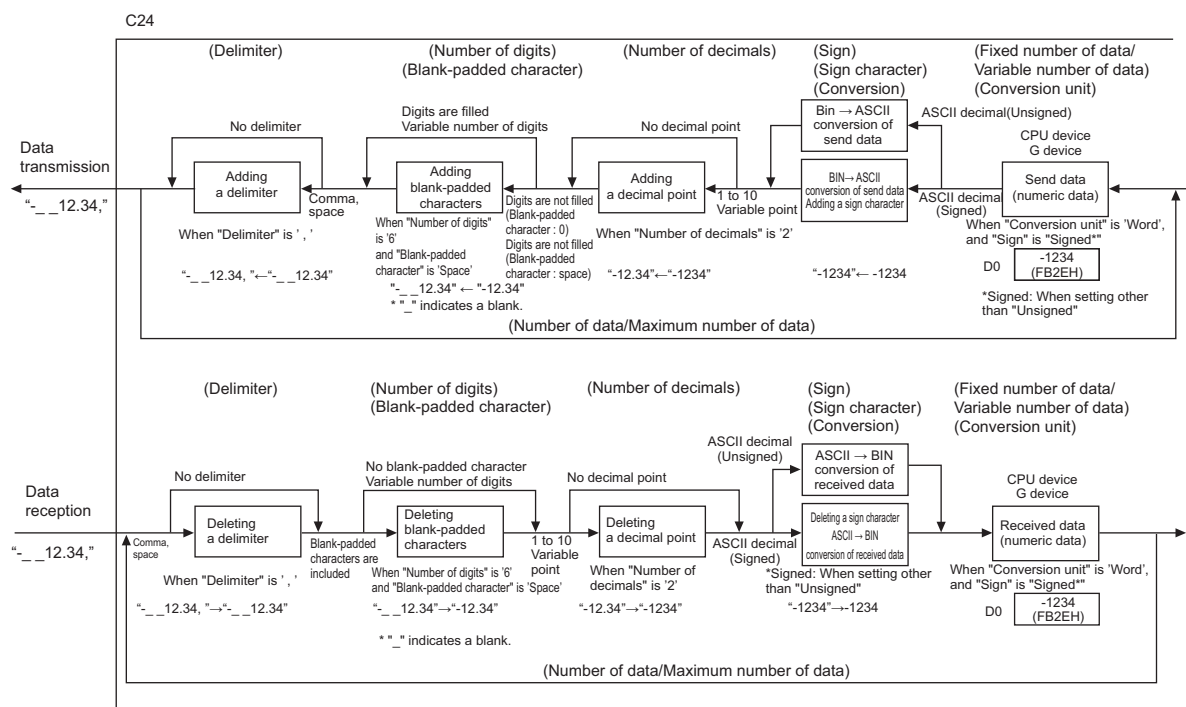 C24
(Delimiter)
(Number of digits)
(Blank-padded character)
(Number of decimals)
(Sign)
(Sign character)
(Conversion)
(Fixed number of data/
Variable number of data)
(Conversion unit)
Data
transmission
"-_ _12.34,"
No delimiter
Adding
a delimiter
Comma,
space
When "Delimiter" is ' , '
"-_ _12.34, "←"-_ _12.34"
Digits are filled
Variable number of digits
Adding
blank-padded
characters
When "Number of digits"
is '6'
and "Blank-padded
character" is 'Space'
"-_ _12.34" ← "-12.34"
* "_" indicates a blank.
Digits are not filled
(Blank-padded
character : 0)
Digits are not filled
(Blank-padded
character : space)
No decimal point
Adding
a decimal point
1 to 10
Variable point
When "Number of decimals" is '2'
"-12.34"←"-1234"
Bin → ASCII
conversion of
send data
BIN→ ASCII
conversion of send data
Adding a sign character
"-1234"← -1234
ASCII decimal(Unsigned)
ASCII decimal
(Signed)
CPU device
G device
Send data
(numeric data)
When "Conversion unit" is 'Word',
and "Sign" is "Signed*"
D0
-1234
(FB2EH)
*Signed: When setting other
than "Unsigned"
(Number of data/Maximum number of data)
(Delimiter)
(Number of digits)
(Blank-padded character)
(Number of decimals)
(Sign)
(Sign character)
(Conversion)
(Fixed number of data/
Variable number of data)
(Conversion unit)
Data
reception
"-_ _12.34,"
No delimiter
Comma,
space
Deleting
a delimiter
When "Delimiter" is ' , '
"-_ _12.34, "→"-_ _12.34"
Blank-padded
characters are
included
No blank-padded character
Variable number of digits
Deleting
blank-padded
characters
When "Number of digits" is '6'
and "Blank-padded character" is 'Space'
"-_ _12.34"→"-12.34"
* "_" indicates a blank.
1 to 10
Variable
point
No decimal point
Deleting
a decimal point
When "Number of
decimals" is '2'
"-12.34"→"-1234"
ASCII decimal
(Unsigned)
ASCII decimal
(Signed)
ASCII → BIN
conversion of
received data
Deleting a sign character
ASCII → BIN
conversion of received data
*Signed: When setting other
than "Unsigned"
"-1234"→-1234
CPU device
G device
Received data
(numeric data)
When "Conversion unit" is 'Word',
and "Sign" is "Signed*"
D0
-1234
(FB2EH)
(Number of data/Maximum number of data)